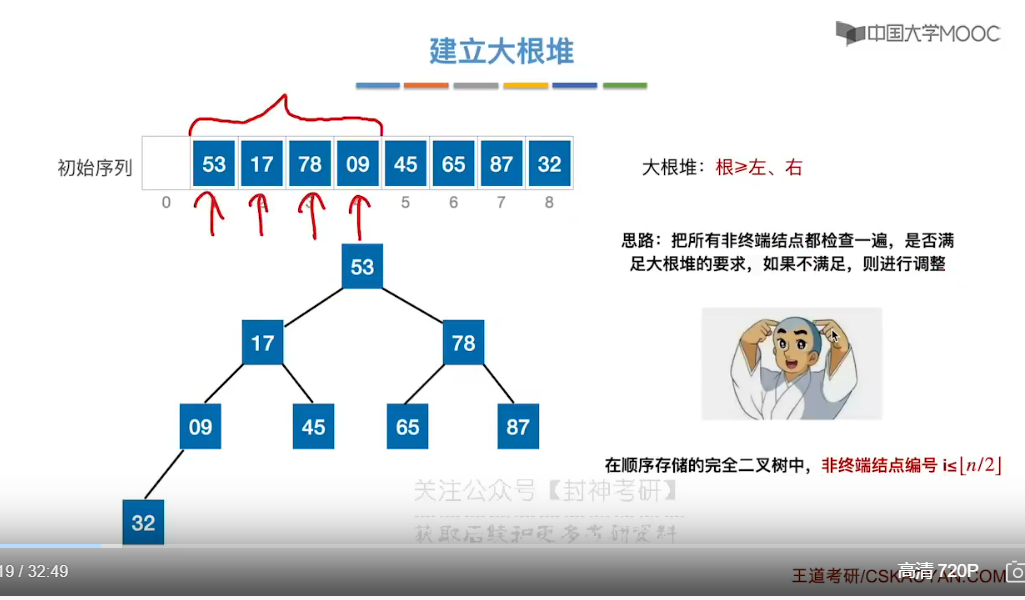 中国大学MOOC
建立大根堆
初始序列
53 17 78 09 45 65 87 32
0 5 6 7 8
大根堆：根≥左、右
思路：把所有非终端结点都检查一遍，是否满
足大根堆的要求，如果不满足，则进行调整
53
17 78
09 45 65 87
32
在顺序存储的完全二叉树中，非终端结点编号 i≤⌊n/2⌋
关注公众号【封神考研】
获取后续和更多考研资料
19 / 32:49
高清 720P
王道考研/CSKAOYAN.COM